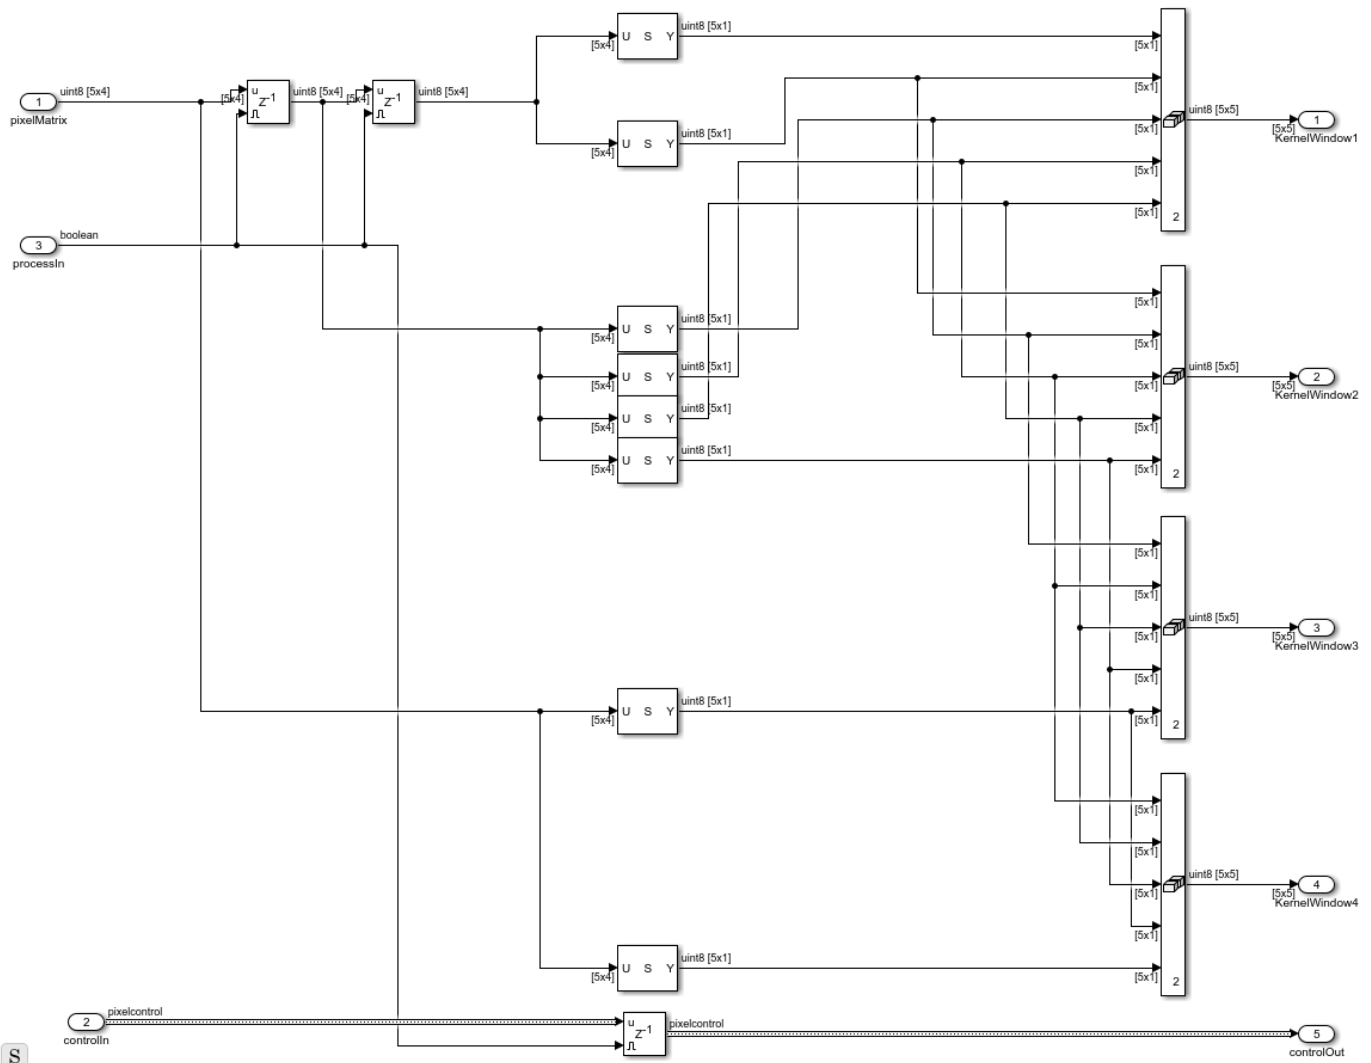 uint8 [5x1]
U S Y
[5x4]
[5x1]
[5x1]
uint8 [5x4]
1
pixelMatrix
[5x4]
u
Z-1
uint8 [5x4]
[5x4]
u
Z-1
uint8 [5x4]
uint8 [5x1]
U S Y
[5x4]
[5x1]
[5x1]
[5x1]
2
uint8 [5x5]
1
[5x5]
KernelWindow1
boolean
3
processIn
uint8 [5x1]
U S Y
[5x4]
uint8 [5x1]
U S Y
[5x4]
uint8 [5x1]
U S Y
[5x4]
uint8 [5x1]
U S Y
[5x4]
[5x1]
[5x1]
[5x1]
[5x1]
[5x1]
2
uint8 [5x5]
2
[5x5]
KernelWindow2
[5x1]
[5x1]
[5x1]
[5x1]
uint8 [5x5]
3
[5x5]
KernelWindow3
uint8 [5x1]
U S Y
[5x4]
[5x1]
2
[5x1]
[5x1]
[5x1]
[5x1]
uint8 [5x5]
4
[5x5]
KernelWindow4
uint8 [5x1]
U S Y
[5x4]
[5x1]
2
pixelcontrol
2
controlIn
u
Z-1
pixelcontrol
5
controlOut
S